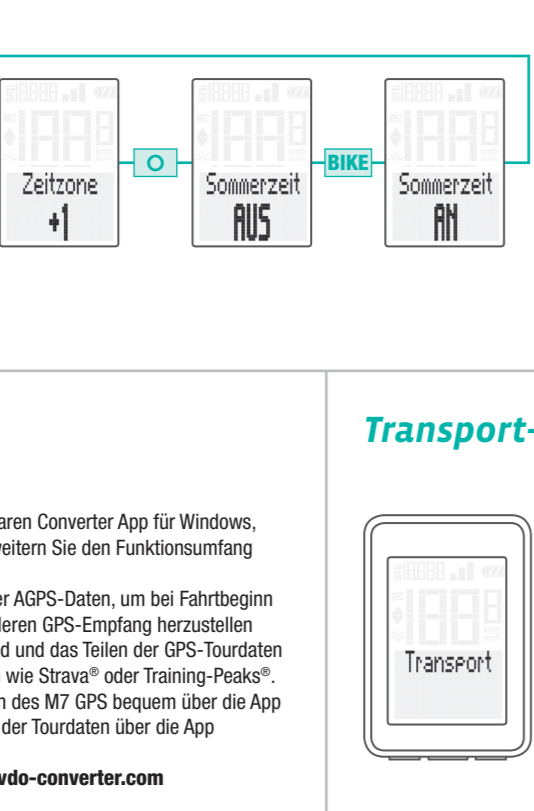 Zeitzone
+1
O
Sommerzeit
AUS
BIKE
Sommerzeit
AN
aren Converter App für Windows,
weitern Sie den Funktionsumfang
er AGPS-Daten, um bei Fahrtbeginn
leren GPS-Empfang herzustellen
d und das Teilen der GPS-Tourdaten
n wie Strava® oder Training-Peaks®.
n des M7 GPS bequem über die App
der Tourdaten über die App
vdo-converter.com
Transport-
Transport